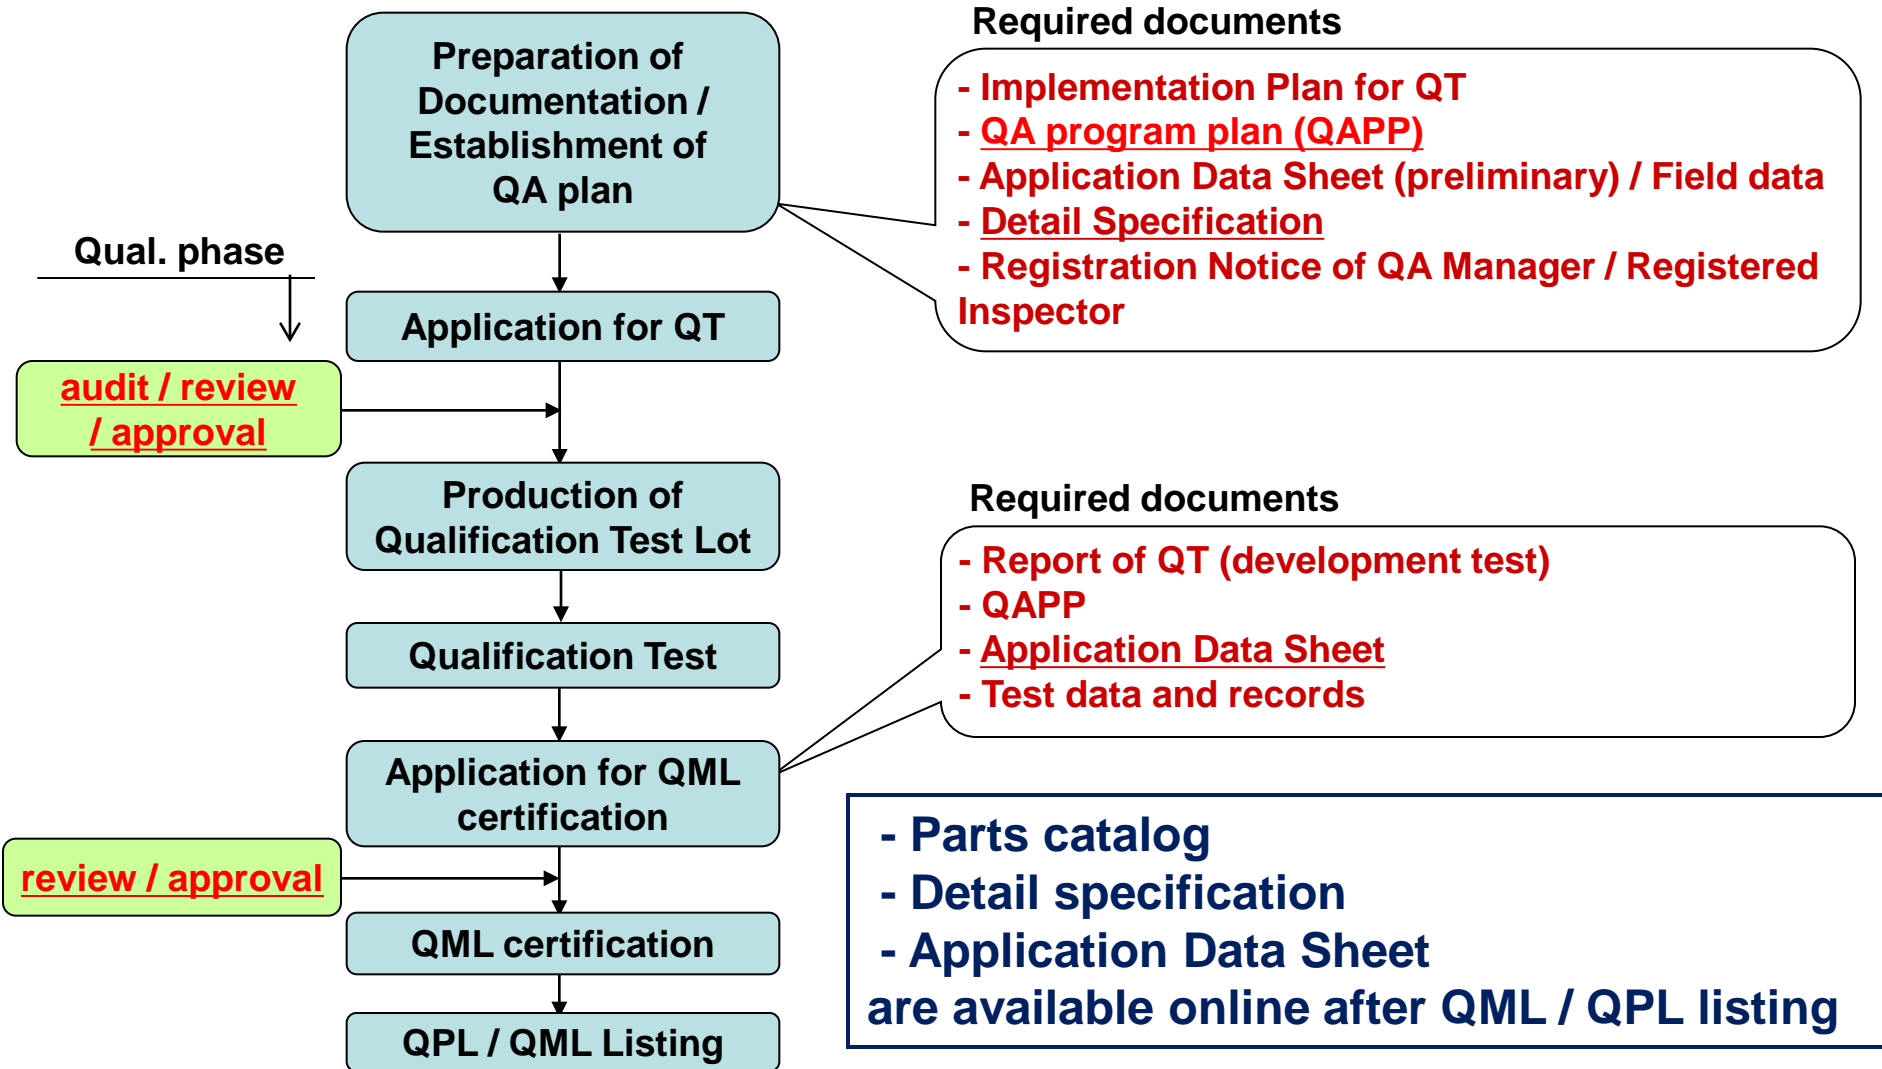 Preparation of
Documentation /
Establishment of
QA plan
Required documents
- Implementation Plan for QT
- QA program plan (QAPP)
- Application Data Sheet (preliminary) / Field data
- Detail Specification
- Registration Notice of QA Manager / Registered
Inspector
Qual. phase
Application for QT
audit / review
/ approval
Production of
Qualification Test Lot
Required documents
- Report of QT (development test)
- QAPP
- Application Data Sheet
- Test data and records
Qualification Test
Application for QML
certification
review / approval
QML certification
QPL / QML Listing
- Parts catalog
- Detail specification
- Application Data Sheet
are available online after QML / QPL listing